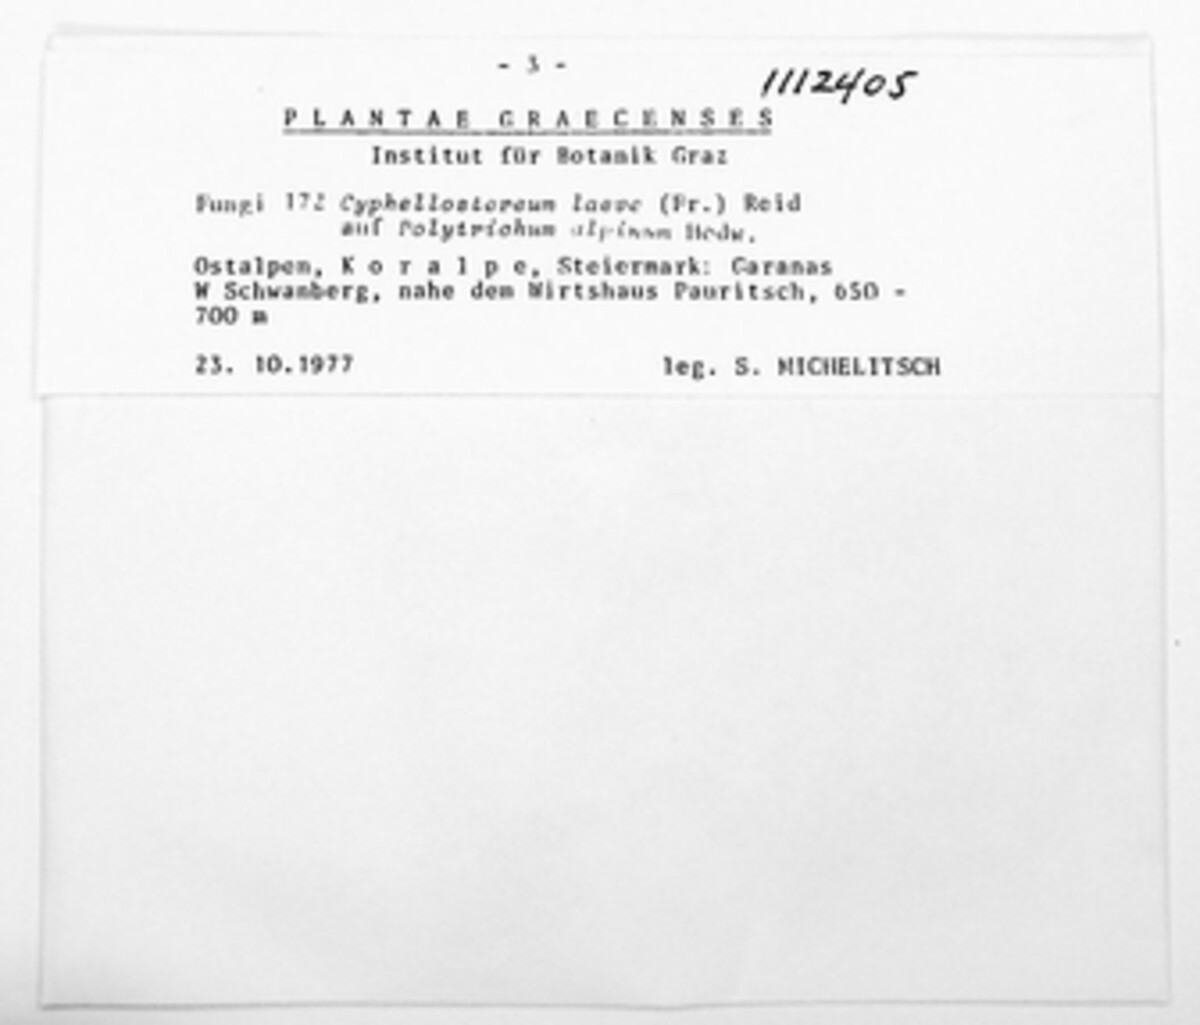 - 3 -
1112405
PLANTAE GRAECENSES
Institut für Botanik Graz
Fungi 172 Cyphellostereum laeve (Fr.) Reid
auf Polytrichum alpinum Hedw.
Ostalpen, Koralpe, Steiermark: Garanas
W Schwanberg, nahe dem Wirtshaus Pauritsch, 650 -
700 m
23. 10.1977 leg. S. MICHELITSCH